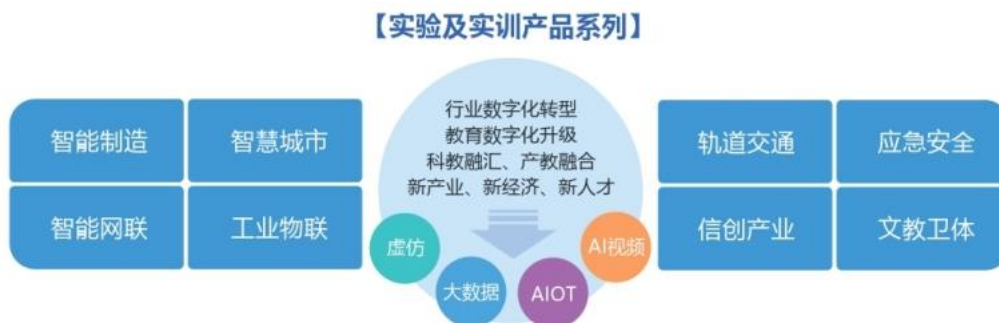 【实验及实训产品系列】
智能制造
智慧城市
智能网联
工业物联
行业数字化转型
教育数字化升级
科教融汇、产教融合
新产业、新经济、新人才
虚仿
大数据
AIOT
AI视频
轨道交通
应急安全
信创产业
文教卫体